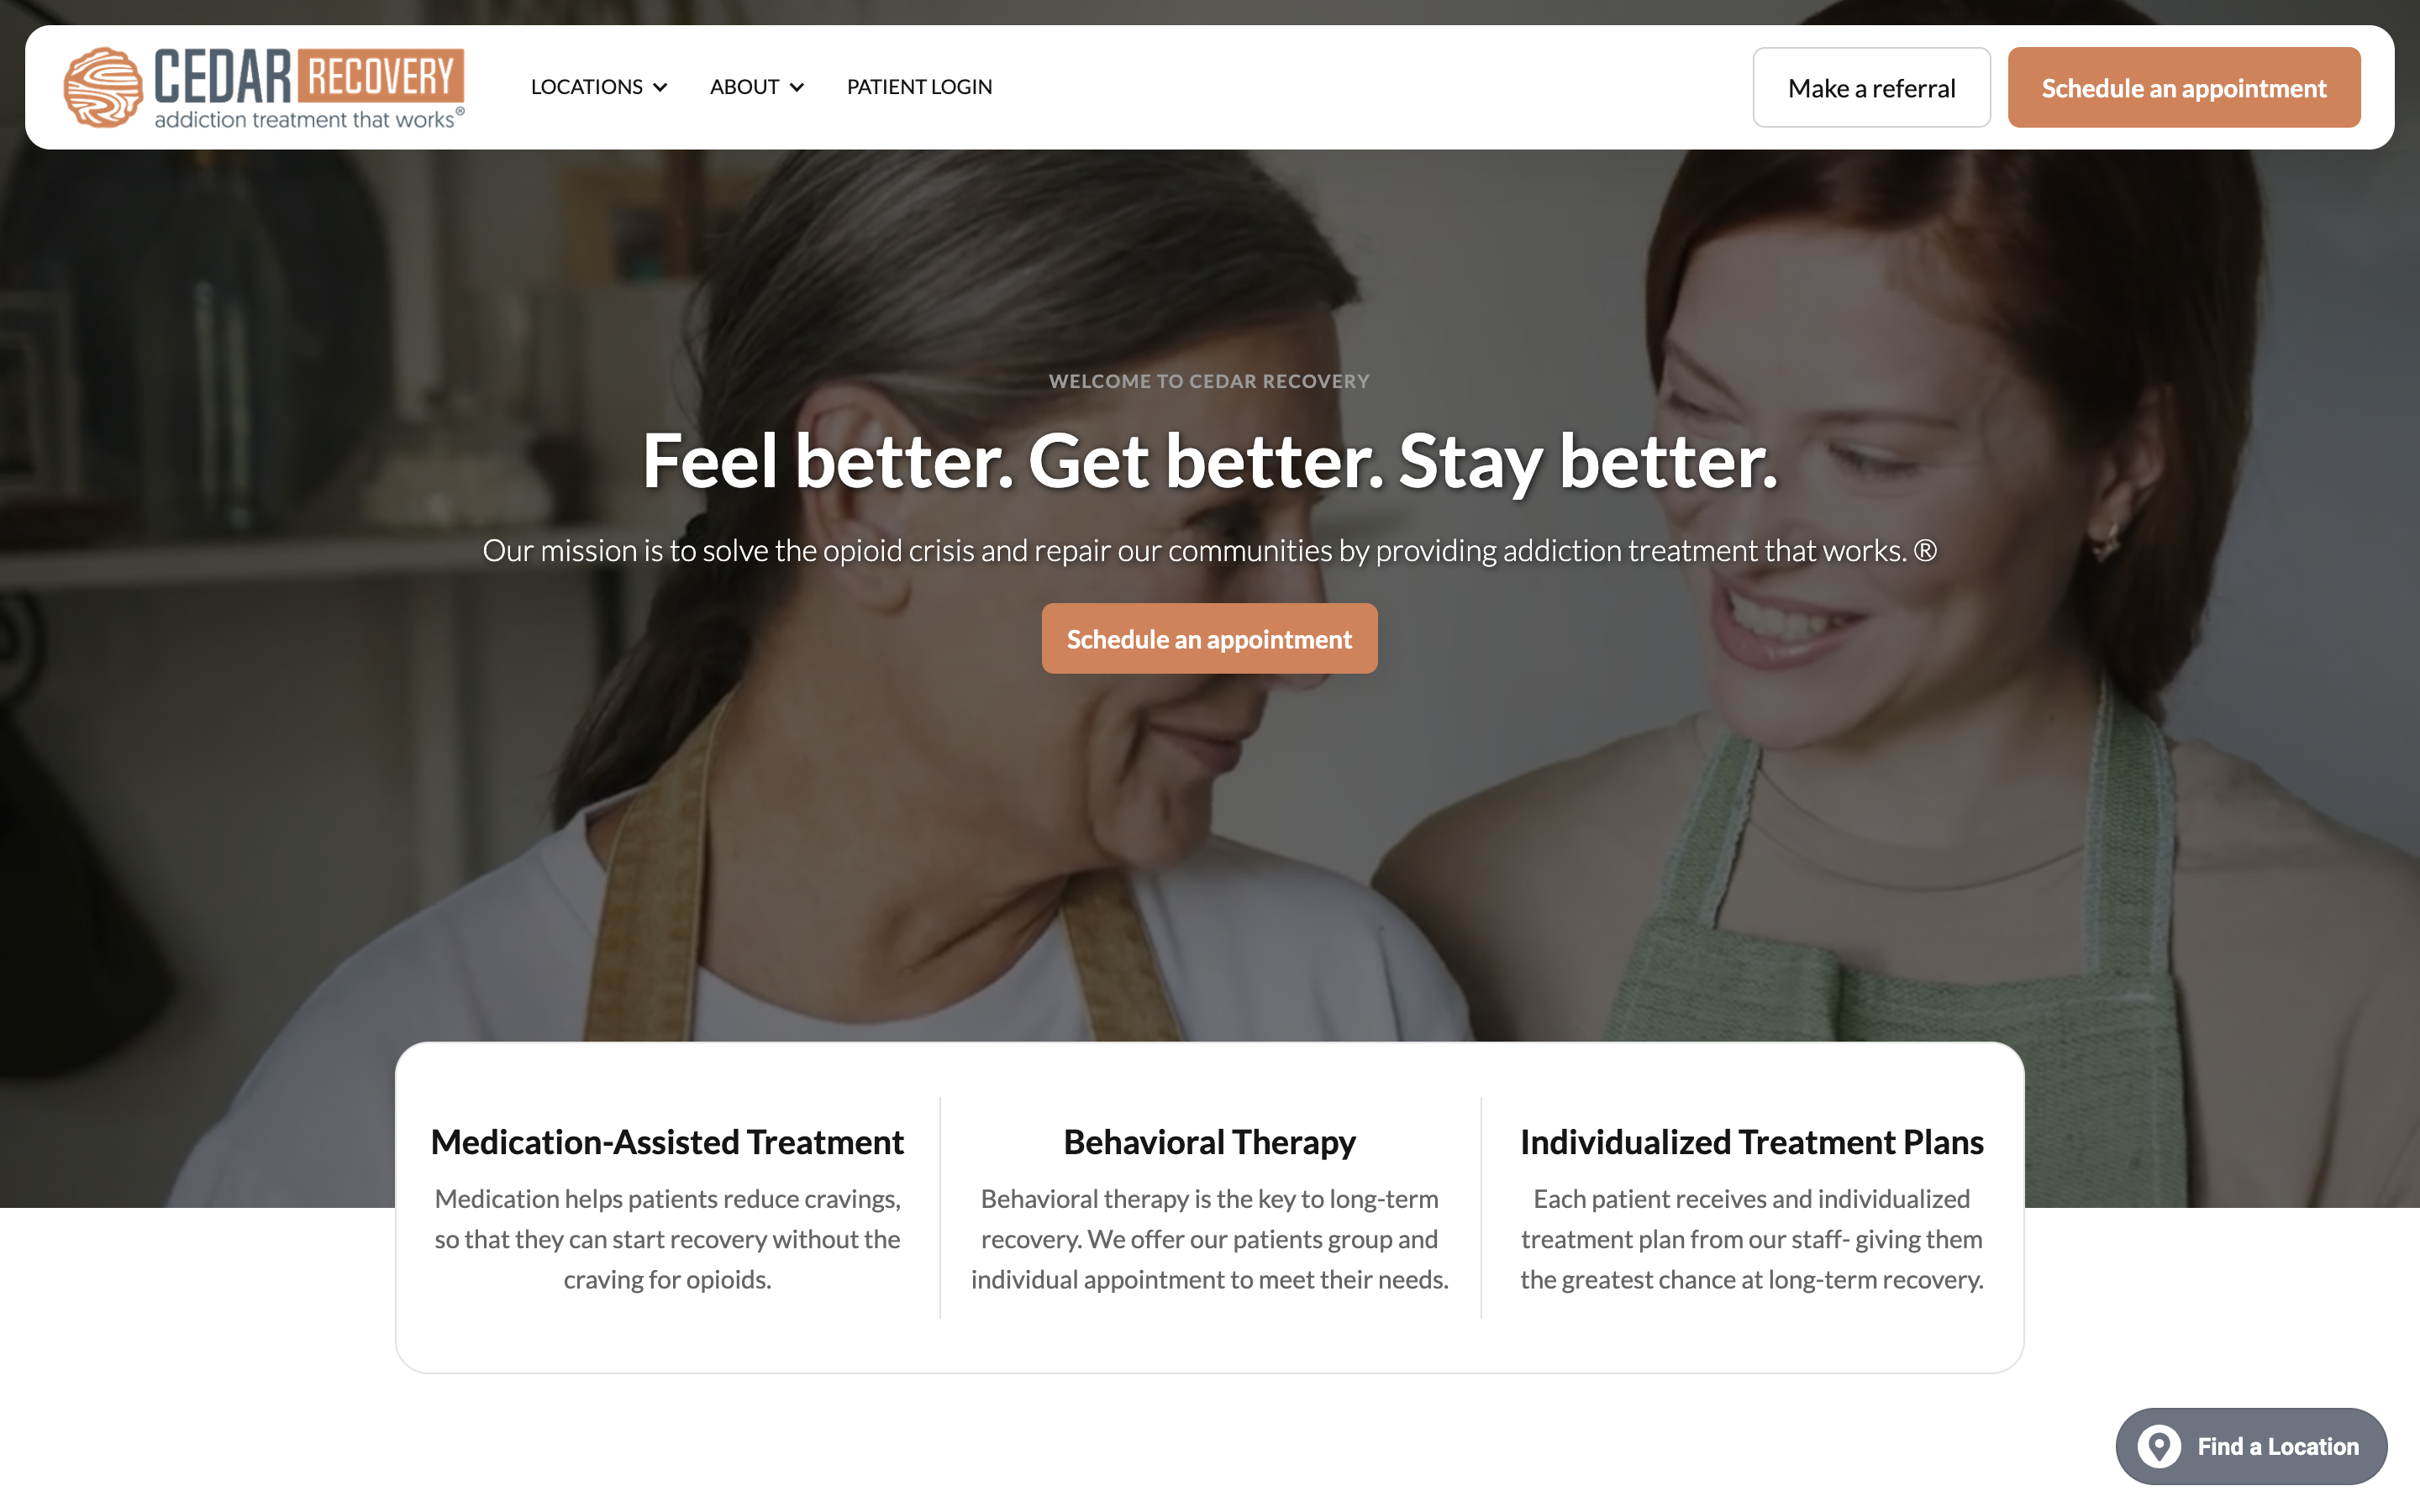 CEDAR RECOVERY
addiction treatment that works®
LOCATIONS
ABOUT
PATIENT LOGIN
Make a referral
Schedule an appointment
WELCOME TO CEDAR RECOVERY
Feel better. Get better. Stay better.
Our mission is to solve the opioid crisis and repair our communities by providing addiction treatment that works. ®
Schedule an appointment
Medication-Assisted Treatment
Medication helps patients reduce cravings,
so that they can start recovery without the
craving for opioids.
Behavioral Therapy
Behavioral therapy is the key to long-term
recovery. We offer our patients group and
individual appointment to meet their needs.
Individualized Treatment Plans
Each patient receives and individualized
treatment plan from our staff- giving them
the greatest chance at long-term recovery.
Find a Location